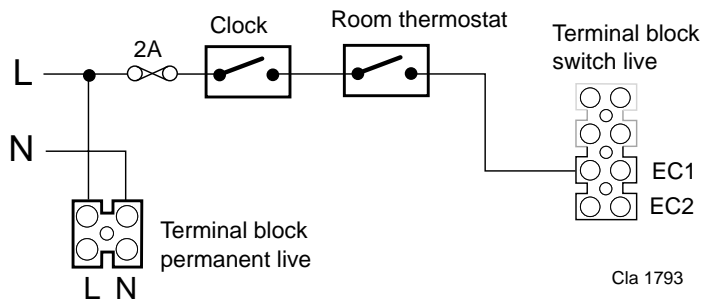 Clock
Room thermostat
Terminal block
switch live
2A
L
N
EC1
EC2
Terminal block
permanent live
L N
Cla 1793